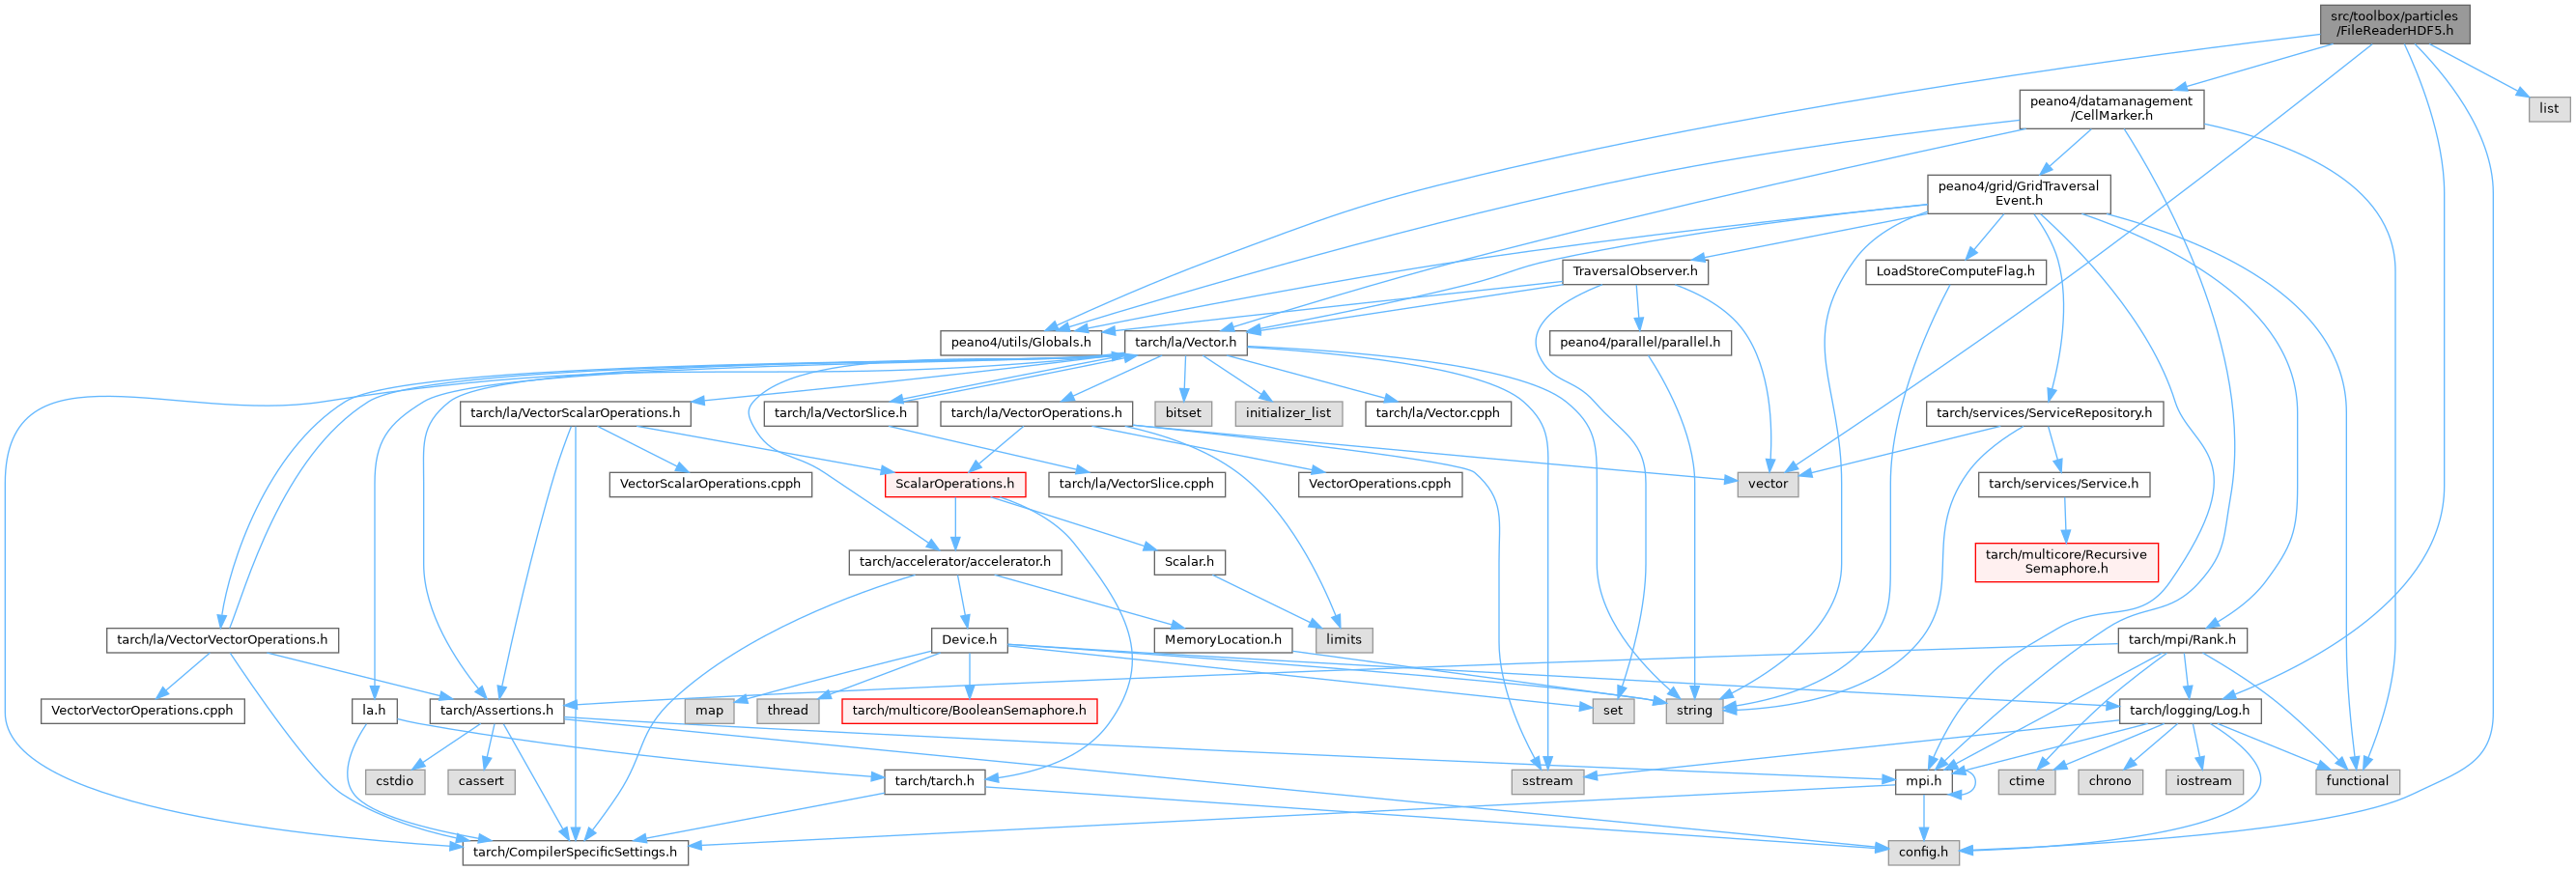 src/toolbox/particles
/FileReaderHDF5.h
peano4/datamanagement
/CellMarker.h
list
peano4/grid/GridTraversal
Event.h
TraversalObserver.h
LoadStoreComputeFlag.h
peano4/utils/Globals.h
tarch/la/Vector.h
peano4/parallel/parallel.h
tarch/la/VectorScalarOperations.h
tarch/la/VectorSlice.h
tarch/la/VectorOperations.h
bitset
initializer_list
tarch/la/Vector.cpph
tarch/services/ServiceRepository.h
VectorScalarOperations.cpph
ScalarOperations.h
tarch/la/VectorSlice.cpph
VectorOperations.cpph
vector
tarch/services/Service.h
tarch/accelerator/accelerator.h
Scalar.h
tarch/multicore/Recursive
Semaphore.h
tarch/la/VectorVectorOperations.h
Device.h
MemoryLocation.h
limits
tarch/mpi/Rank.h
VectorVectorOperations.cpph
la.h
tarch/Assertions.h
map
thread
tarch/multicore/BooleanSemaphore.h
set
string
tarch/logging/Log.h
cstdio
cassert
tarch/tarch.h
sstream
mpi.h
ctime
chrono
iostream
functional
tarch/CompilerSpecificSettings.h
config.h